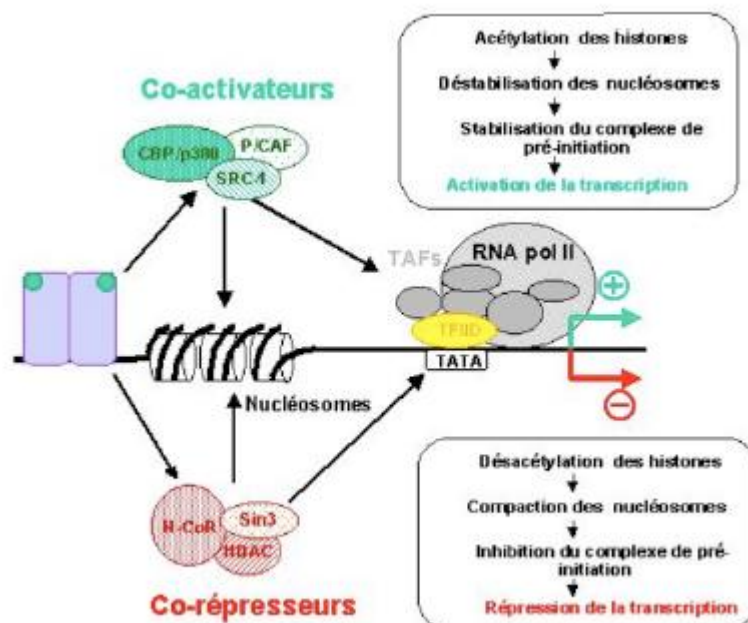 Acétylation des histones
Déstabilisation des nucléosomes
Stabilisation du complexe de
pré-initiation
Activation de la transcription
Co-activateurs
CBP/p300
P/CAF
SRC-1
TAFs
RNA pol II
TFIID
TATA
Nucléosomes
N-CoR
Sin3
HDAC
Co-répresseurs
Désacétylation des histones
Compaction des nucléosomes
Inhibition du complexe de pré-
initiation
Répression de la transcription